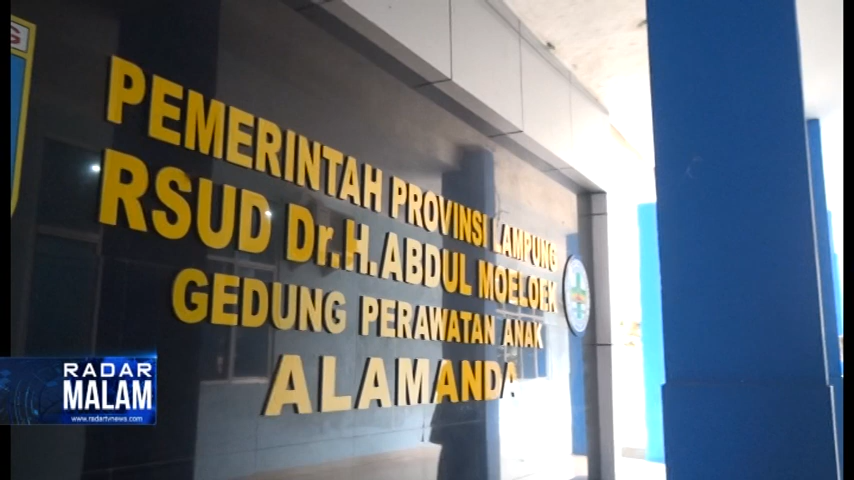 PEMERINTAH PROVINSI LAMPUNG
RSUD Dr.H.ABDUL MOELOEK
GEDUNG PERAWATAN ANAK
ALAMANDA
RADAR
MALAM
www.radartvnews.com